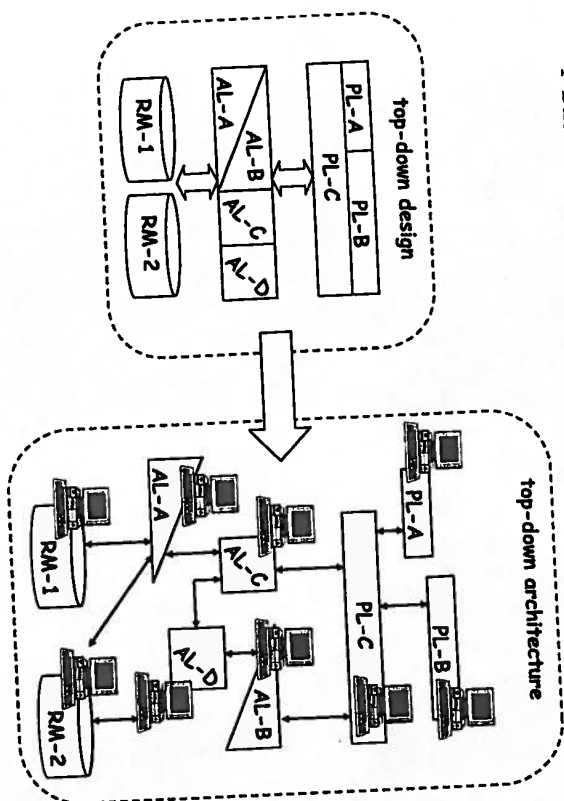 top-down design
PL-A
PL-B
PL-C
AL-A
AL-B
AL-C
AL-D
RM-1
RM-2
top-down architecture
PL-A
PL-B
PL-C
AL-C
AL-B
AL-A
AL-D
RM-1
RM-2